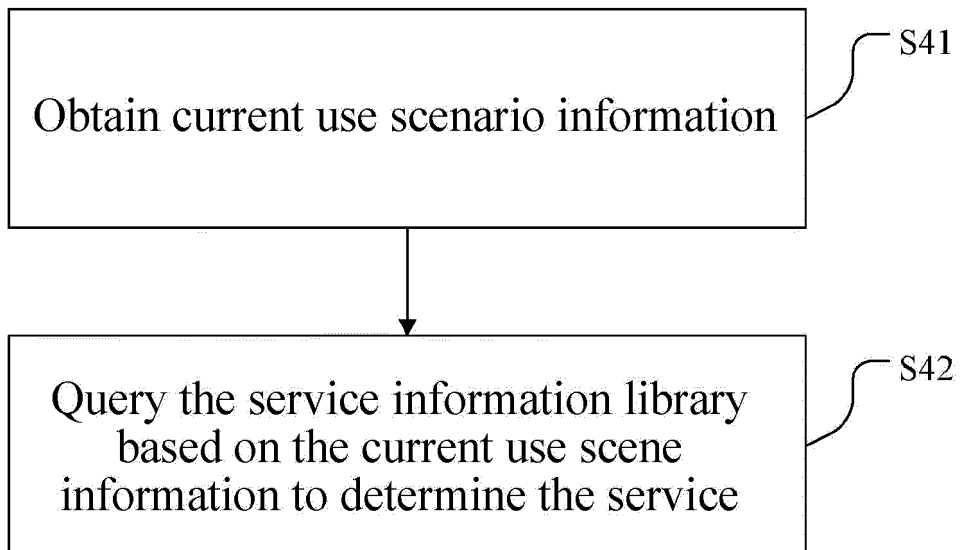 S41
Obtain current use scenario information
S42
Query the service information library
based on the current use scene
information to determine the service